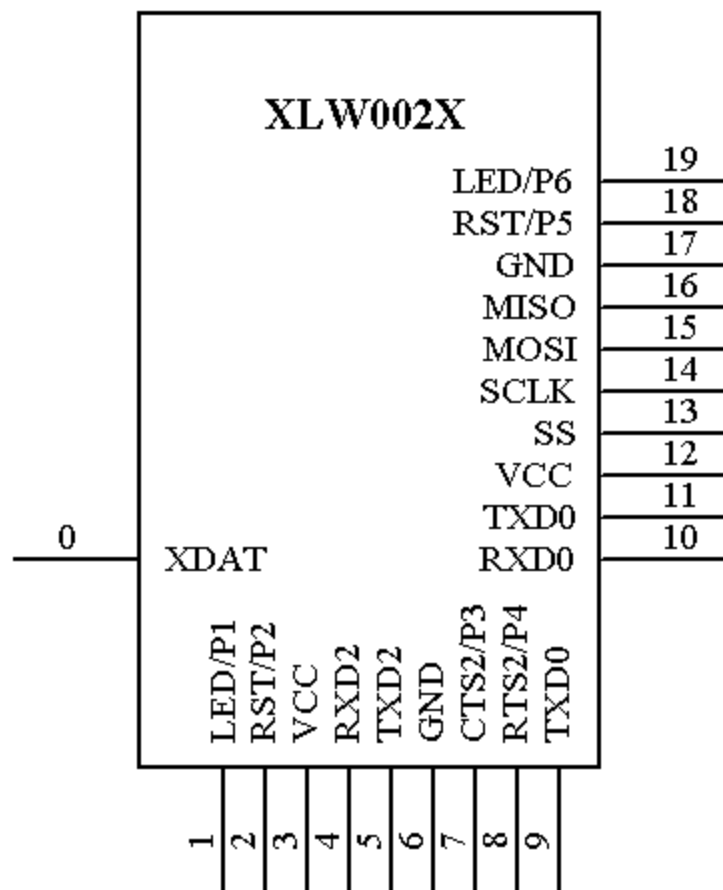 XLW002X
19
LED/P6
18
RST/P5
17
GND
16
MISO
15
MOSI
14
SCLK
13
SS
12
VCC
11
TXD0
0
10
XDAT
RXD0
LED/P1
RST/P2
VCC
RXD2
TXD2
GND
CTS2/P3
RTS2/P4
TXD0
1
2
3
4
5
6
7
8
9